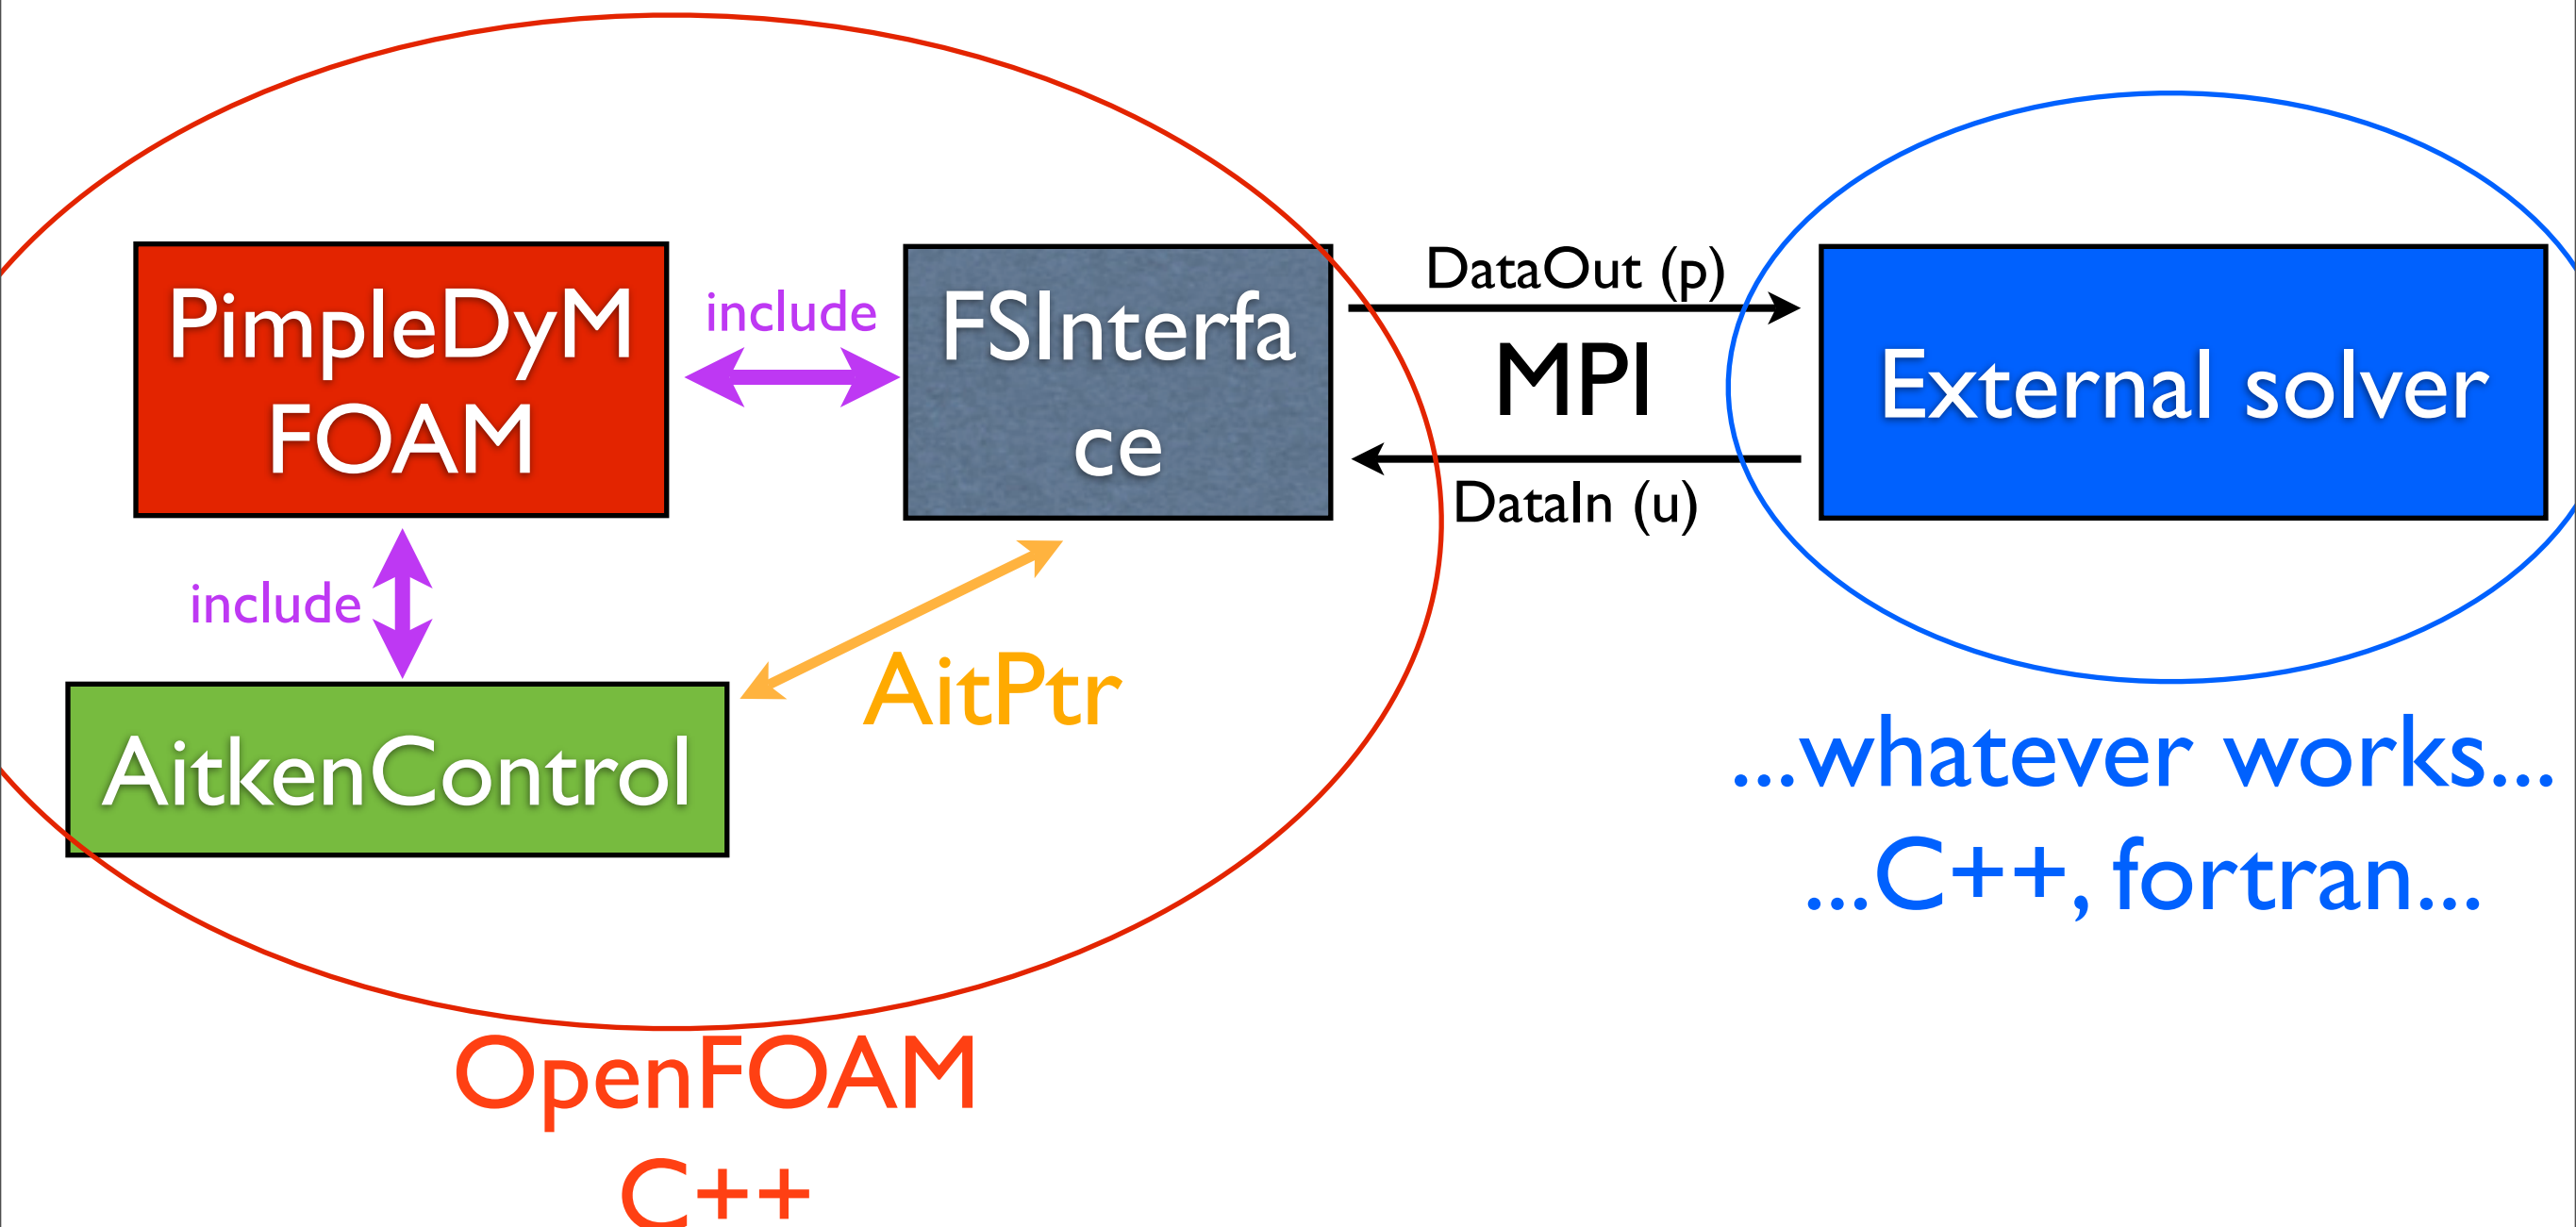 PimpleDyM
FOAM
include
FSInterfa
ce
DataOut (p)
MPI
DataIn (u)
External solver
include
AitPtr
AitkenControl
...whatever works...
...C++, fortran...
OpenFOAM
C++